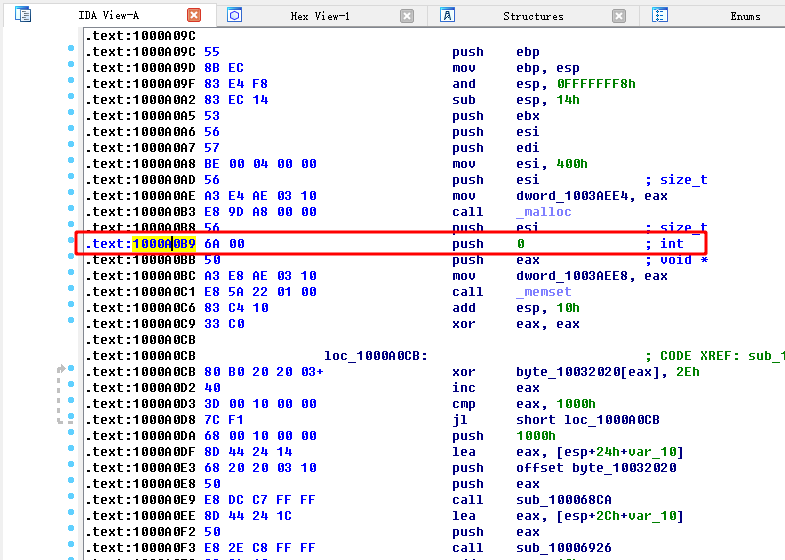 IDA View-A Hex View-1 Structures Enums
.text:1000A09C
.text:1000A09C 55 push ebp
.text:1000A09D 8B EC mov ebp, esp
.text:1000A09F 83 E4 F8 and esp, 0FFFFFFF8h
.text:1000A0A2 83 EC 14 sub esp, 14h
.text:1000A0A5 53 push ebx
.text:1000A0A6 56 push esi
.text:1000A0A7 57 push edi
.text:1000A0A8 BE 00 04 00 00 mov esi, 400h
.text:1000A0AD 56 push esi ; size_t
.text:1000A0AE A3 E4 AE 03 10 mov dword_1003AEE4, eax
.text:1000A0B3 E8 9D A8 00 00 call _malloc
.text:1000A0B8 56 push esi ; size_t
.text:1000A0B9 6A 00 push 0 ; int
.text:1000A0BB 50 push eax ; void *
.text:1000A0BC A3 E8 AE 03 10 mov dword_1003AEE8, eax
.text:1000A0C1 E8 5A 22 01 00 call _memset
.text:1000A0C6 83 C4 10 add esp, 10h
.text:1000A0C9 33 C0 xor eax, eax
.text:1000A0CB
.text:1000A0CB loc_1000A0CB: ; CODE XREF: sub_1
.text:1000A0CB 80 B0 20 20 03+ xor byte_10032020[eax], 2Eh
.text:1000A0D2 40 inc eax
.text:1000A0D3 3D 00 10 00 00 cmp eax, 1000h
.text:1000A0D8 7C F1 jl short loc_1000A0CB
.text:1000A0DA 68 00 10 00 00 push 1000h
.text:1000A0DF 8D 44 24 14 lea eax, [esp+24h+var_10]
.text:1000A0E3 68 20 20 03 10 push offset byte_10032020
.text:1000A0E8 50 push eax
.text:1000A0E9 E8 DC C7 FF FF call sub_100068CA
.text:1000A0EE 8D 44 24 1C lea eax, [esp+2Ch+var_10]
.text:1000A0F2 50 push eax
.text:1000A0F3 E8 2E C8 FF FF call sub_10006926